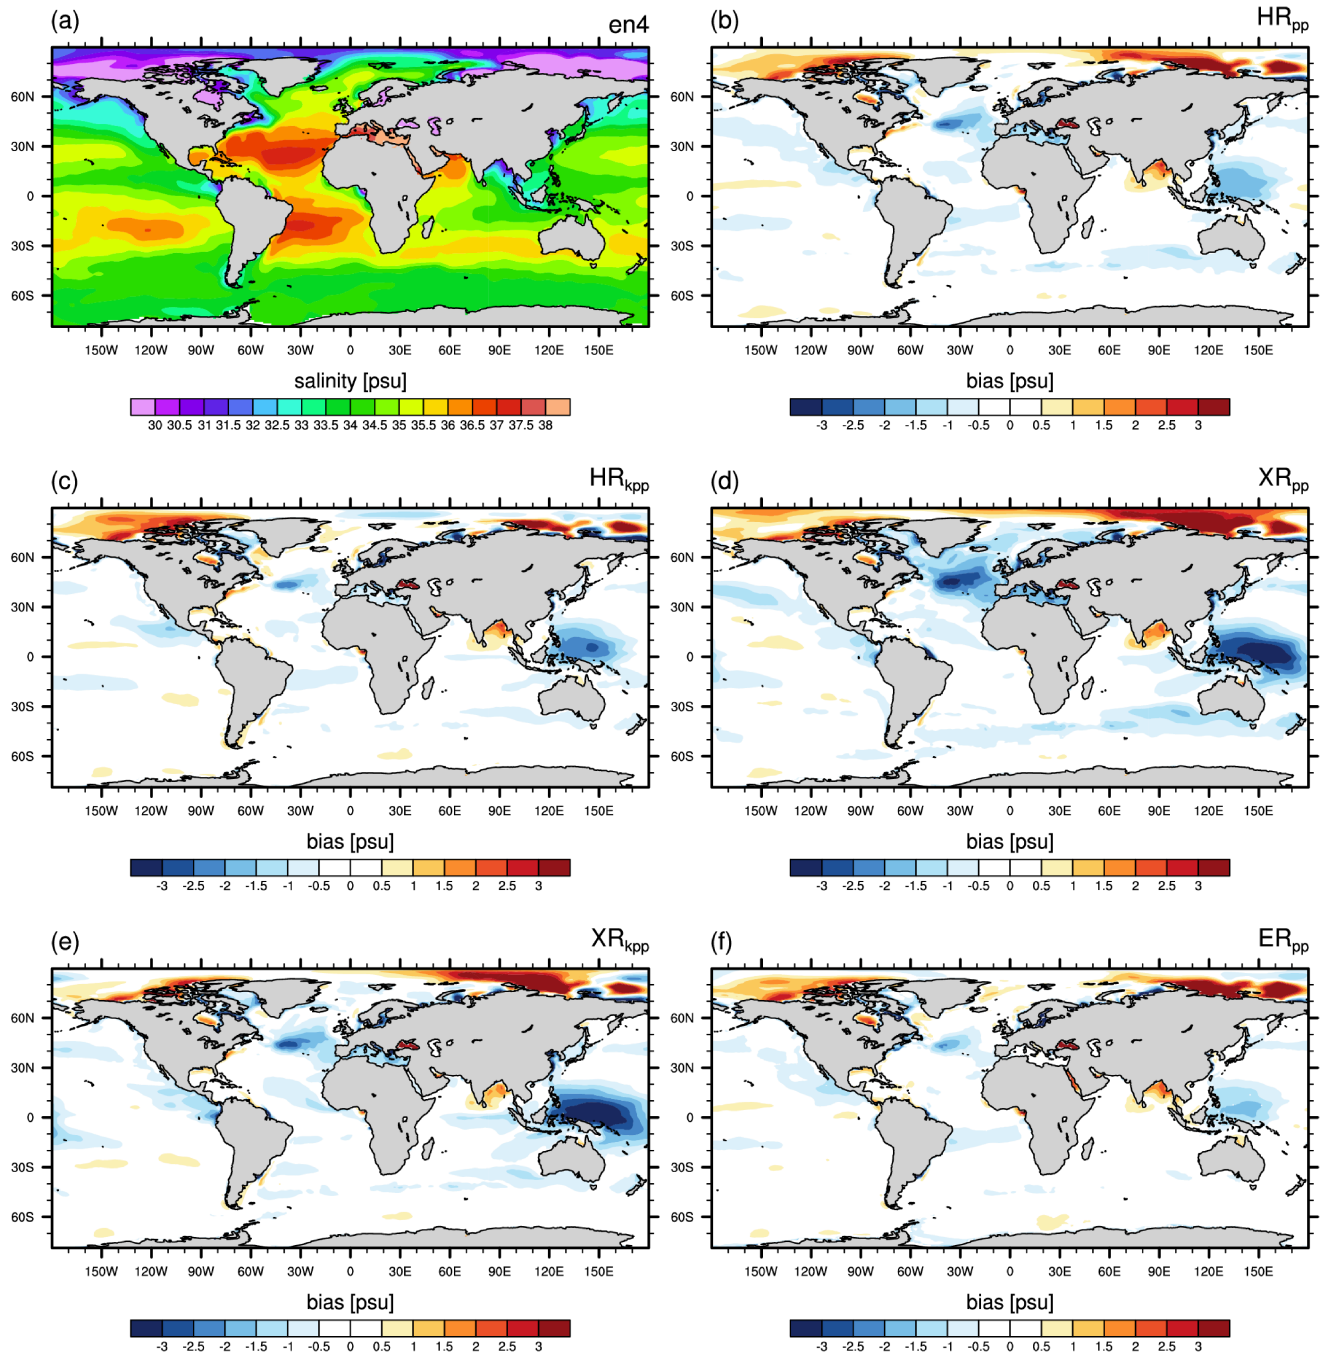 (a) en4
60N
30N
0
30S
60S
150W 120W 90W 60W 30W 0 30E 60E 90E 120E 150E
salinity [psu]
30 30.5 31 31.5 32 32.5 33 33.5 34 34.5 35 35.5 36 36.5 37 37.5 38
(b) HRpp
60N
30N
0
30S
60S
150W 120W 90W 60W 30W 0 30E 60E 90E 120E 150E
bias [psu]
-3 -2.5 -2 -1.5 -1 -0.5 0 0.5 1 1.5 2 2.5 3
(c) HRkpp
60N
30N
0
30S
60S
150W 120W 90W 60W 30W 0 30E 60E 90E 120E 150E
bias [psu]
-3 -2.5 -2 -1.5 -1 -0.5 0 0.5 1 1.5 2 2.5 3
(d) XRpp
60N
30N
0
30S
60S
150W 120W 90W 60W 30W 0 30E 60E 90E 120E 150E
bias [psu]
-3 -2.5 -2 -1.5 -1 -0.5 0 0.5 1 1.5 2 2.5 3
(e) XRkpp
60N
30N
0
30S
60S
150W 120W 90W 60W 30W 0 30E 60E 90E 120E 150E
bias [psu]
-3 -2.5 -2 -1.5 -1 -0.5 0 0.5 1 1.5 2 2.5 3
(f) ERpp
60N
30N
0
30S
60S
150W 120W 90W 60W 30W 0 30E 60E 90E 120E 150E
bias [psu]
-3 -2.5 -2 -1.5 -1 -0.5 0 0.5 1 1.5 2 2.5 3